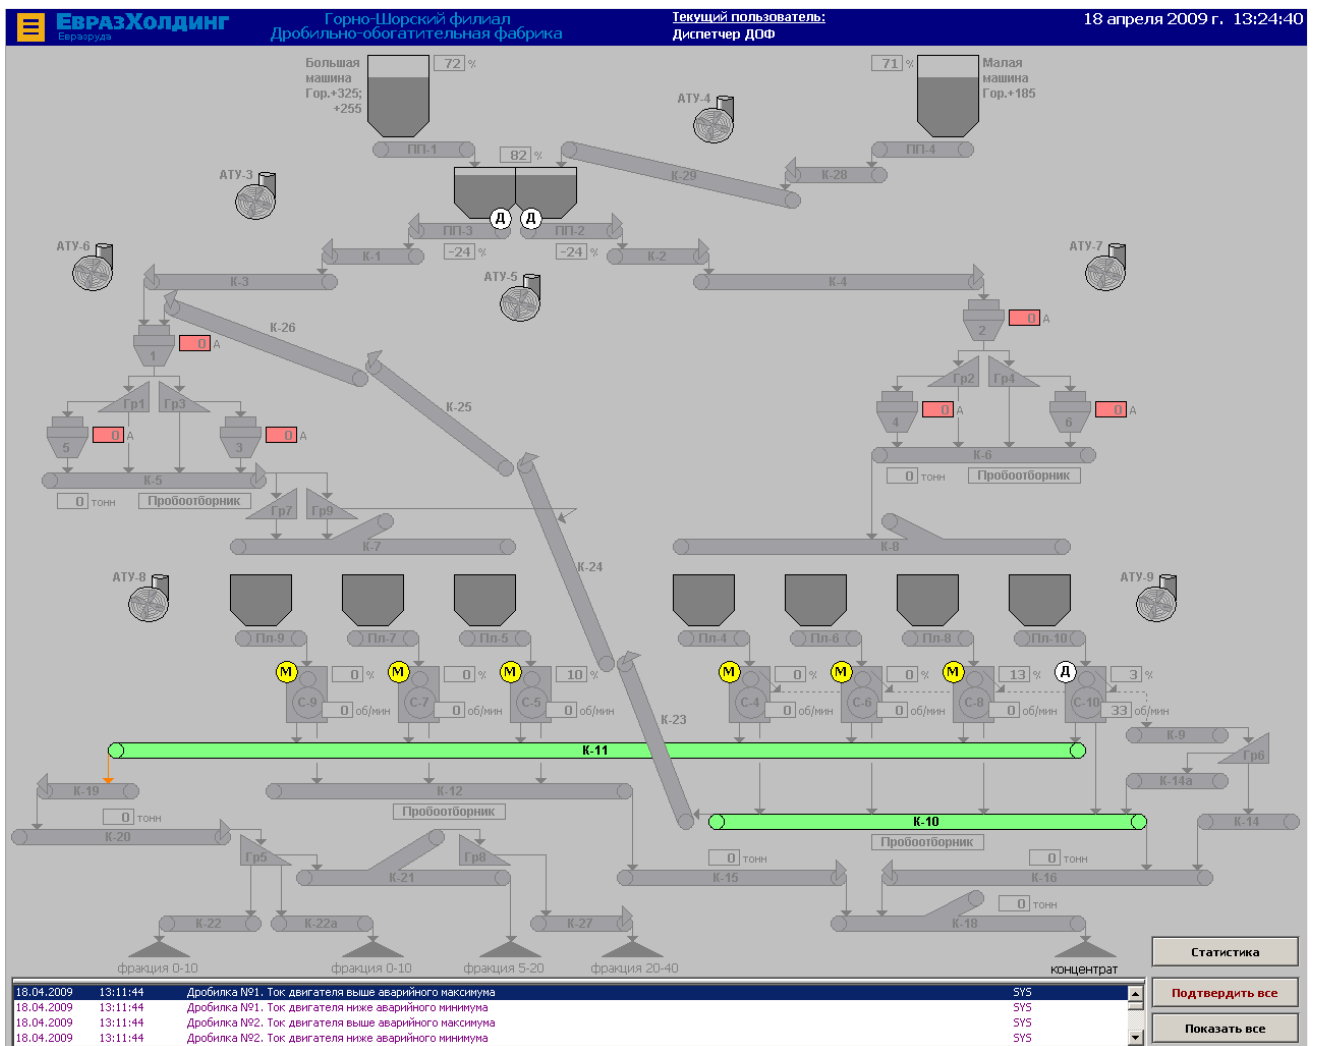 ЕвразХолдинг
Евразруда
Горно-Шорский филиал
Дробильно-обогатительная фабрика
Текущий пользователь:
Диспетчер ДОФ
18 апреля 2009 г. 13:24:40
Большая
машина
Гор.+325;
+255
72 %
71 %
Малая
машина
Гор.+185
АТУ-4
ПП-1
82 %
ПП-4
К-29
К-28
АТУ-3
Д Д
ПП-3
ПП-2
АТУ-6
К-1
-24 %
-24 %
К-2
АТУ-7
К-3
АТУ-5
К-4
К-26
1
0 А
2
0 А
Гр1 Гр3
Гр2 Гр4
К-25
5
0 А
3
0 А
4
0 А
6
0 А
К-5
К-6
0 тонн
Пробоотборник
0 тонн
Пробоотборник
Гр7 Гр9
К-7
К-8
К-24
АТУ-8
АТУ-9
Пл-9
Пл-7
Пл-5
Пл-4
Пл-6
Пл-8
Пл-10
М 0 %
М 0 %
М 10 %
М 0 %
М 0 %
М 13 %
Д 3 %
С-9 0 об/мин
С-7 0 об/мин
С-5 0 об/мин
С-4 0 об/мин
С-6 0 об/мин
С-8 0 об/мин
С-10 33 об/мин
К-23
К-9
К-11
Гр6
К-19
К-12
К-14а
0 тонн
Пробоотборник
К-10
К-14
К-20
Пробоотборник
Гр5
Гр8
0 тонн
0 тонн
К-21
К-15
К-16
0 тонн
К-22
К-22а
К-27
К-18
фракция 0-10
фракция 0-10
фракция 5-20
фракция 20-40
концентрат
Статистика
Подтвердить все
Показать все
18.04.2009 13:11:44 Дробилка №1. Ток двигателя выше аварийного максимума SYS
18.04.2009 13:11:44 Дробилка №1. Ток двигателя ниже аварийного минимума SYS
18.04.2009 13:11:44 Дробилка №2. Ток двигателя выше аварийного максимума SYS
18.04.2009 13:11:44 Дробилка №2. Ток двигателя ниже аварийного минимума SYS